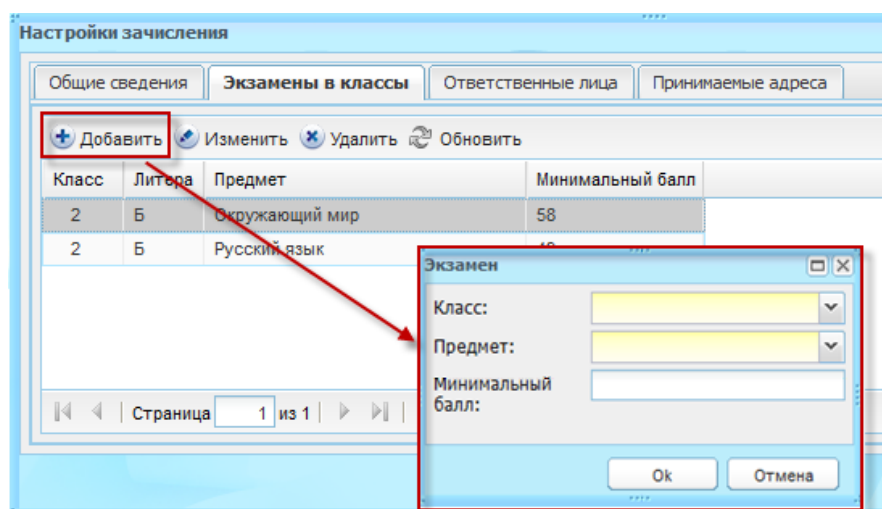 Настройки зачисления
Общие сведения Экзамены в классы Ответственные лица Принимаемые адреса
Добавить Изменить Удалить Обновить
Класс Литера Предмет Минимальный балл
2 Б Окружающий мир 58
2 Б Русский язык
Экзамен
Класс:
Предмет:
Минимальный
балл:
Страница 1 из 1
Ok Отмена